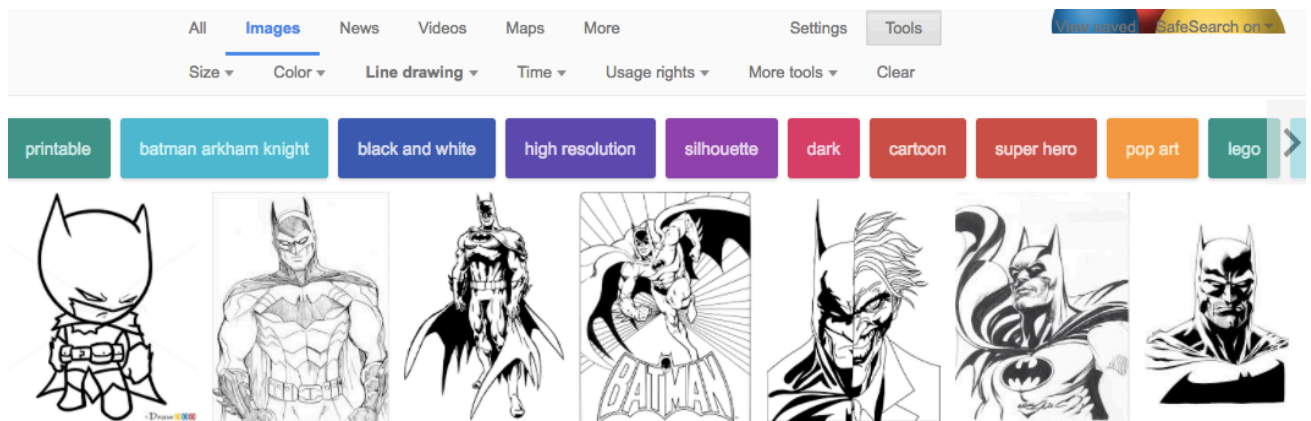 All Images News Videos Maps More Settings Tools View saved SafeSearch on
Size Color Line drawing Time Usage rights More tools Clear
printable batman arkham knight black and white high resolution silhouette dark cartoon super hero pop art lego
BATMAN
-Draw